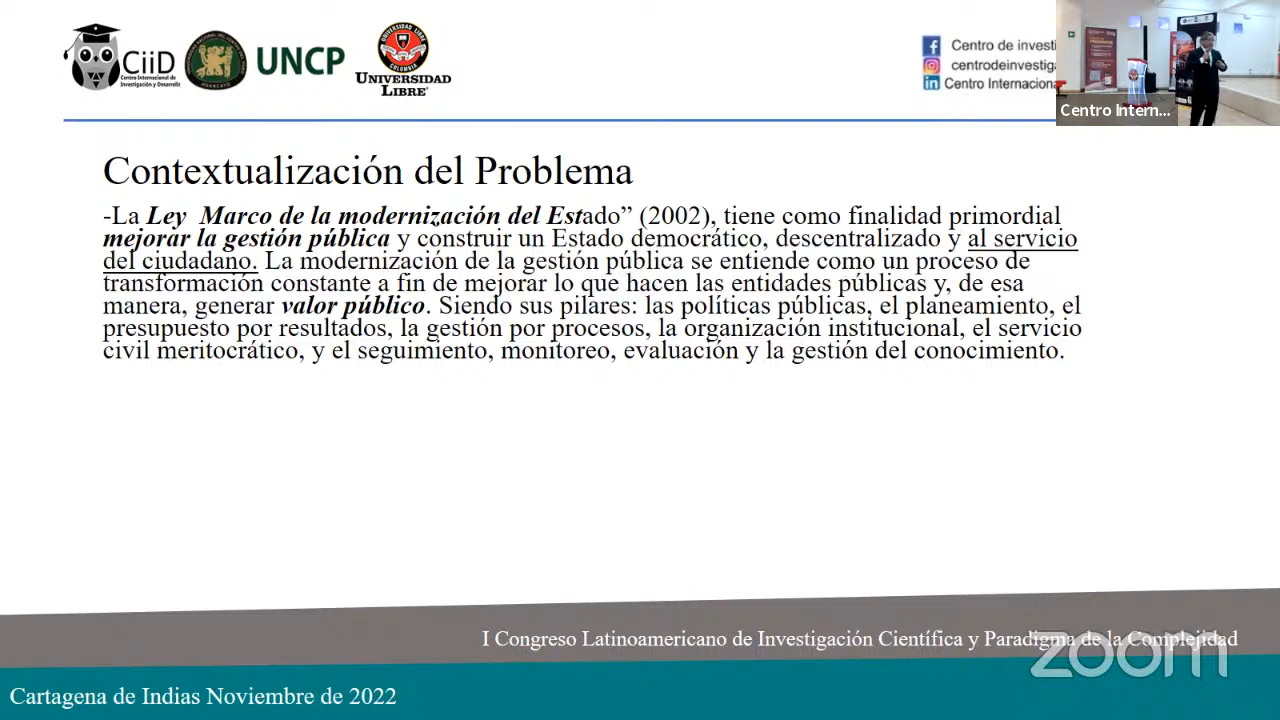 CiiD
Centro Internacional de
Investigación y Desarrollo
UNCP
UNIVERSIDAD LIBRE
COLOMBIA
UNIVERSIDAD
LIBRE®
Centro de investi
centrodeinvestiga
Centro Internaciona
Centro Intern...
Contextualización del Problema
-La Ley Marco de la modernización del Estado” (2002), tiene como finalidad primordial
mejorar la gestión pública y construir un Estado democrático, descentralizado y al servicio
del ciudadano. La modernización de la gestión pública se entiende como un proceso de
transformación constante a fin de mejorar lo que hacen las entidades públicas y, de esa
manera, generar valor público. Siendo sus pilares: las políticas públicas, el planeamiento, el
presupuesto por resultados, la gestión por procesos, la organización institucional, el servicio
civil meritocrático, y el seguimiento, monitoreo, evaluación y la gestión del conocimiento.
I Congreso Latinoamericano de Investigación Científica y Paradigma de la Complejidad
zoom
Cartagena de Indias Noviembre de 2022